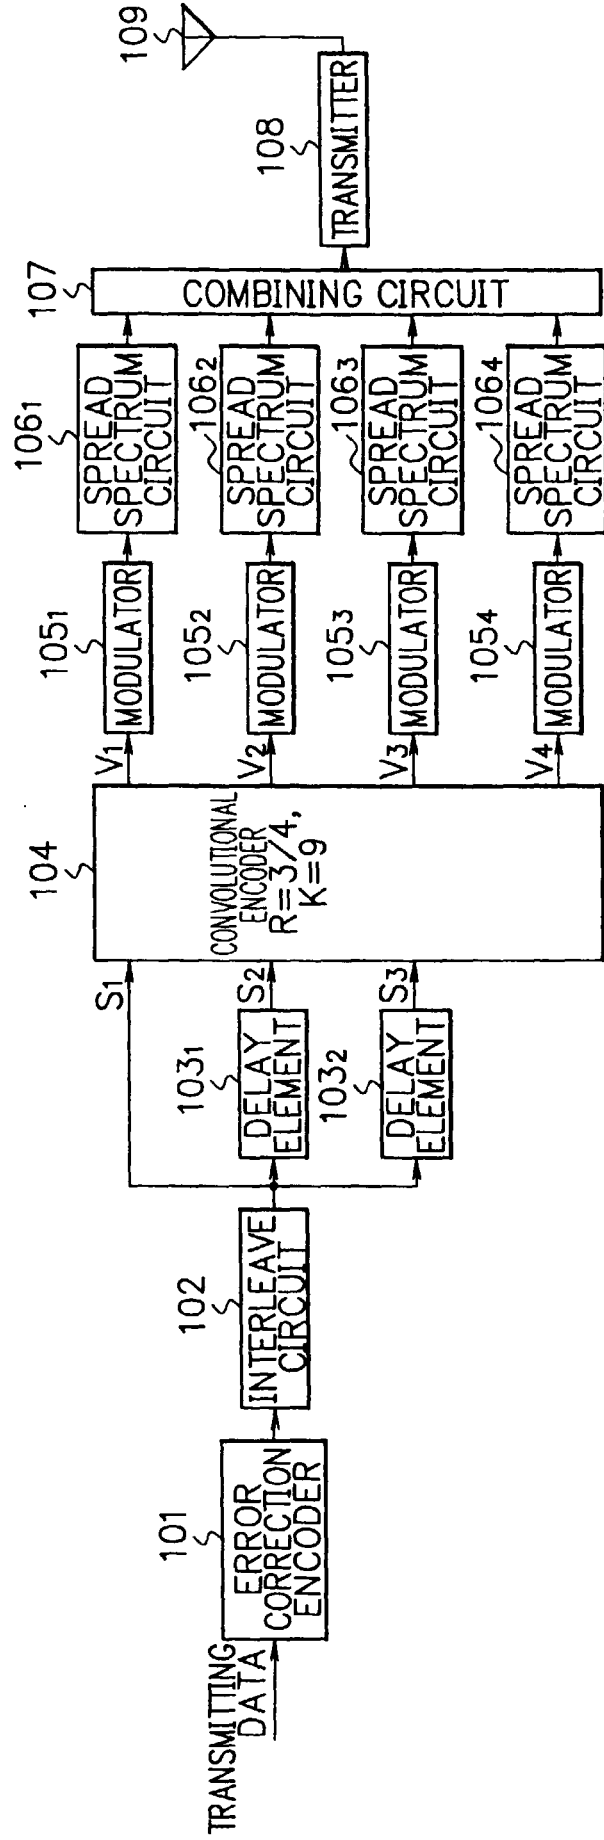 TRANSMITTING
DATA
101
ERROR
CORRECTION
ENCODER
102
INTERLEAVE
CIRCUIT
1031
DELAY
ELEMENT
1032
DELAY
ELEMENT
S1
S2
S3
104
CONVOLUTIONAL
ENCODER
R=3/4,
K=9
V1
V2
V3
V4
1051
MODULATOR
1052
MODULATOR
1053
MODULATOR
1054
MODULATOR
1061
SPREAD
SPECTRUM
CIRCUIT
1062
SPREAD
SPECTRUM
CIRCUIT
1063
SPREAD
SPECTRUM
CIRCUIT
1064
SPREAD
SPECTRUM
CIRCUIT
107
COMBINING CIRCUIT
108
TRANSMITTER
109